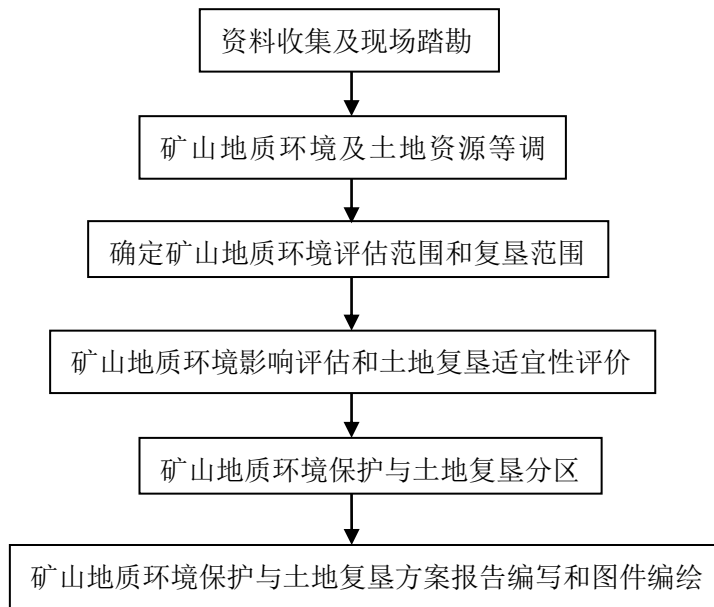 资料收集及现场踏勘
矿山地质环境及土地资源等调
确定矿山地质环境评估范围和复垦范围
矿山地质环境影响评估和土地复垦适宜性评价
矿山地质环境保护与土地复垦分区
矿山地质环境保护与土地复垦方案报告编写和图件编绘